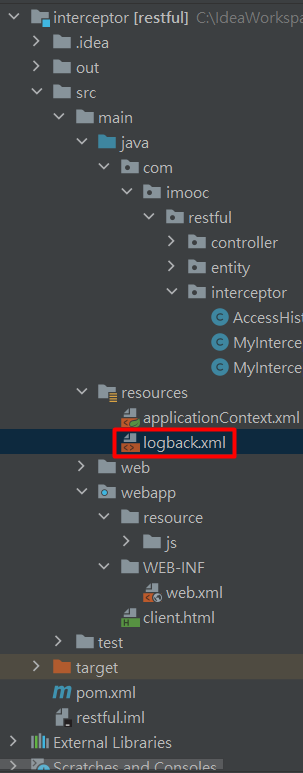 interceptor [restful] C:\IdeaWorkspa
.idea
out
src
main
java
com
imooc
restful
controller
entity
interceptor
AccessHist
MyInterce
MyInterce
resources
applicationContext.xml
logback.xml
web
webapp
resource
js
WEB-INF
web.xml
client.html
test
target
pom.xml
restful.iml
External Libraries
Scratches and Consoles